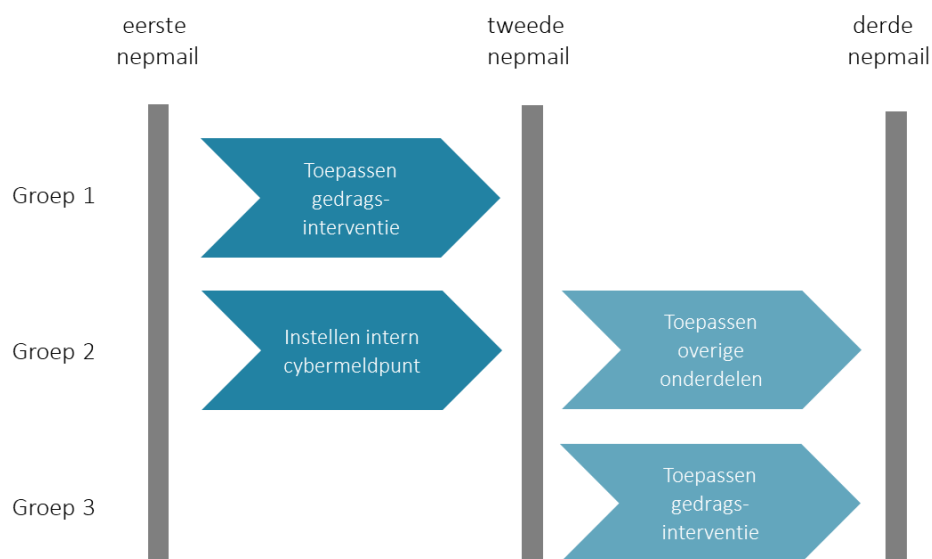 eerste
nepmail
tweede
nepmail
derde
nepmail
Groep 1
Toepassen
gedrags-
interventie
Groep 2
Instellen intern
cybermeldpunt
Toepassen
overige
onderdelen
Groep 3
Toepassen
gedrags-
interventie